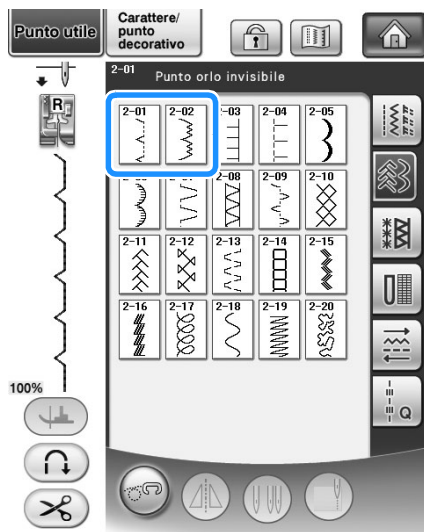 Punto utile
Carattere/
punto
decorativo
2-01
Punto orlo invisibile
R
2-01 2-02 2-03 2-04 2-05
2-08 2-09 2-10
2-11 2-12 2-13 2-14 2-15
2-16 2-17 2-18 2-19 2-20
100%
Q